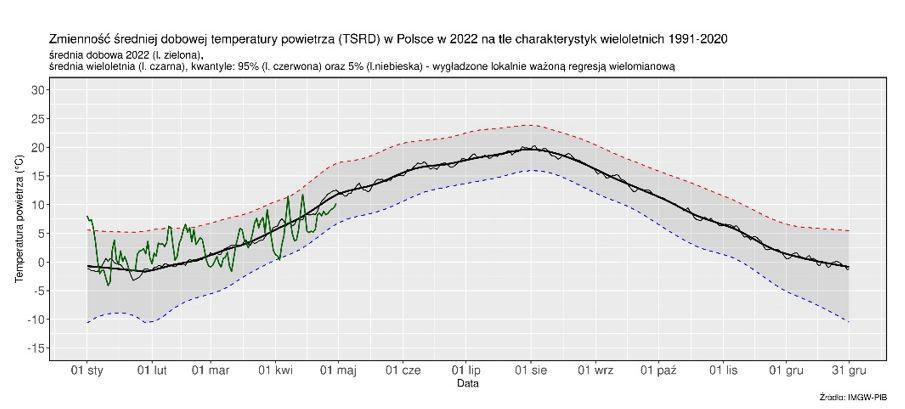 Zmienność średniej dobowej temperatury powietrza (TSRD) w Polsce w 2022 na tle charakterystyk wieloletnich 1991-2020
średnia dobowa 2022 (l. zielona),
średnia wieloletnia (l. czarna), kwantyle: 95% (l. czerwona) oraz 5% (l.niebieska) - wygładzone lokalnie ważoną regresją wielomianową
Temperatura powietrza (°C)
30
25
20
15
10
5
0
-5
-10
-15
01 sty 01 lut 01 mar 01 kwi 01 maj 01 cze 01 lip 01 sie 01 wrz 01 paź 01 lis 01 gru 31 gru
Data
Źródło: IMGW-PIB